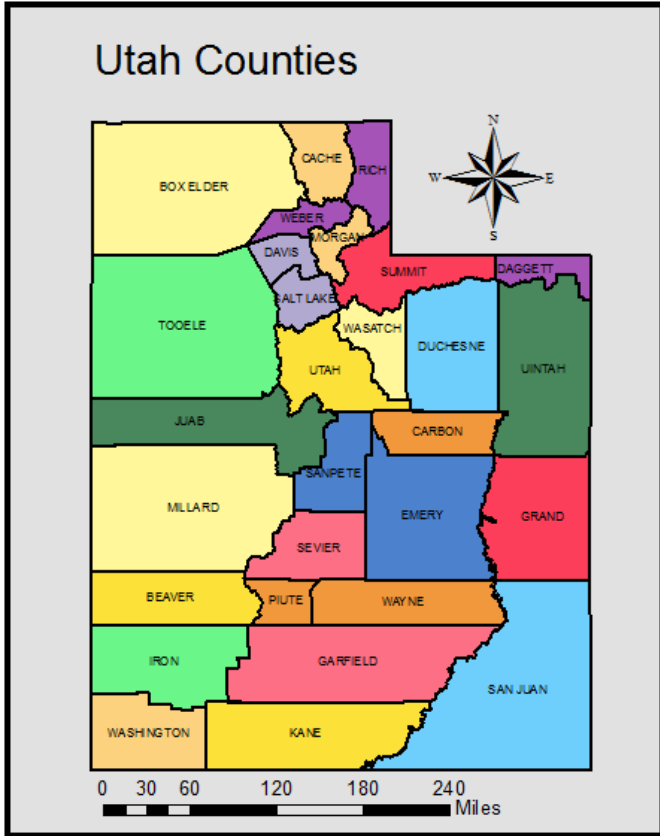 Utah Counties
N
W
E
S
CACHE
RICH
BOX ELDER
WEBER
MORGAN
DAVIS
SUMMIT
DAGGETT
SALT LAKE
TOOELE
WASATCH
DUCHESNE
UTAH
UINTAH
JUAB
CARBON
SANPETE
MILLARD
EMERY
GRAND
SEVIER
BEAVER
PIUTE
WAYNE
IRON
GARFIELD
SAN JUAN
WASHINGTON
KANE
0 30 60 120 180 240
Miles